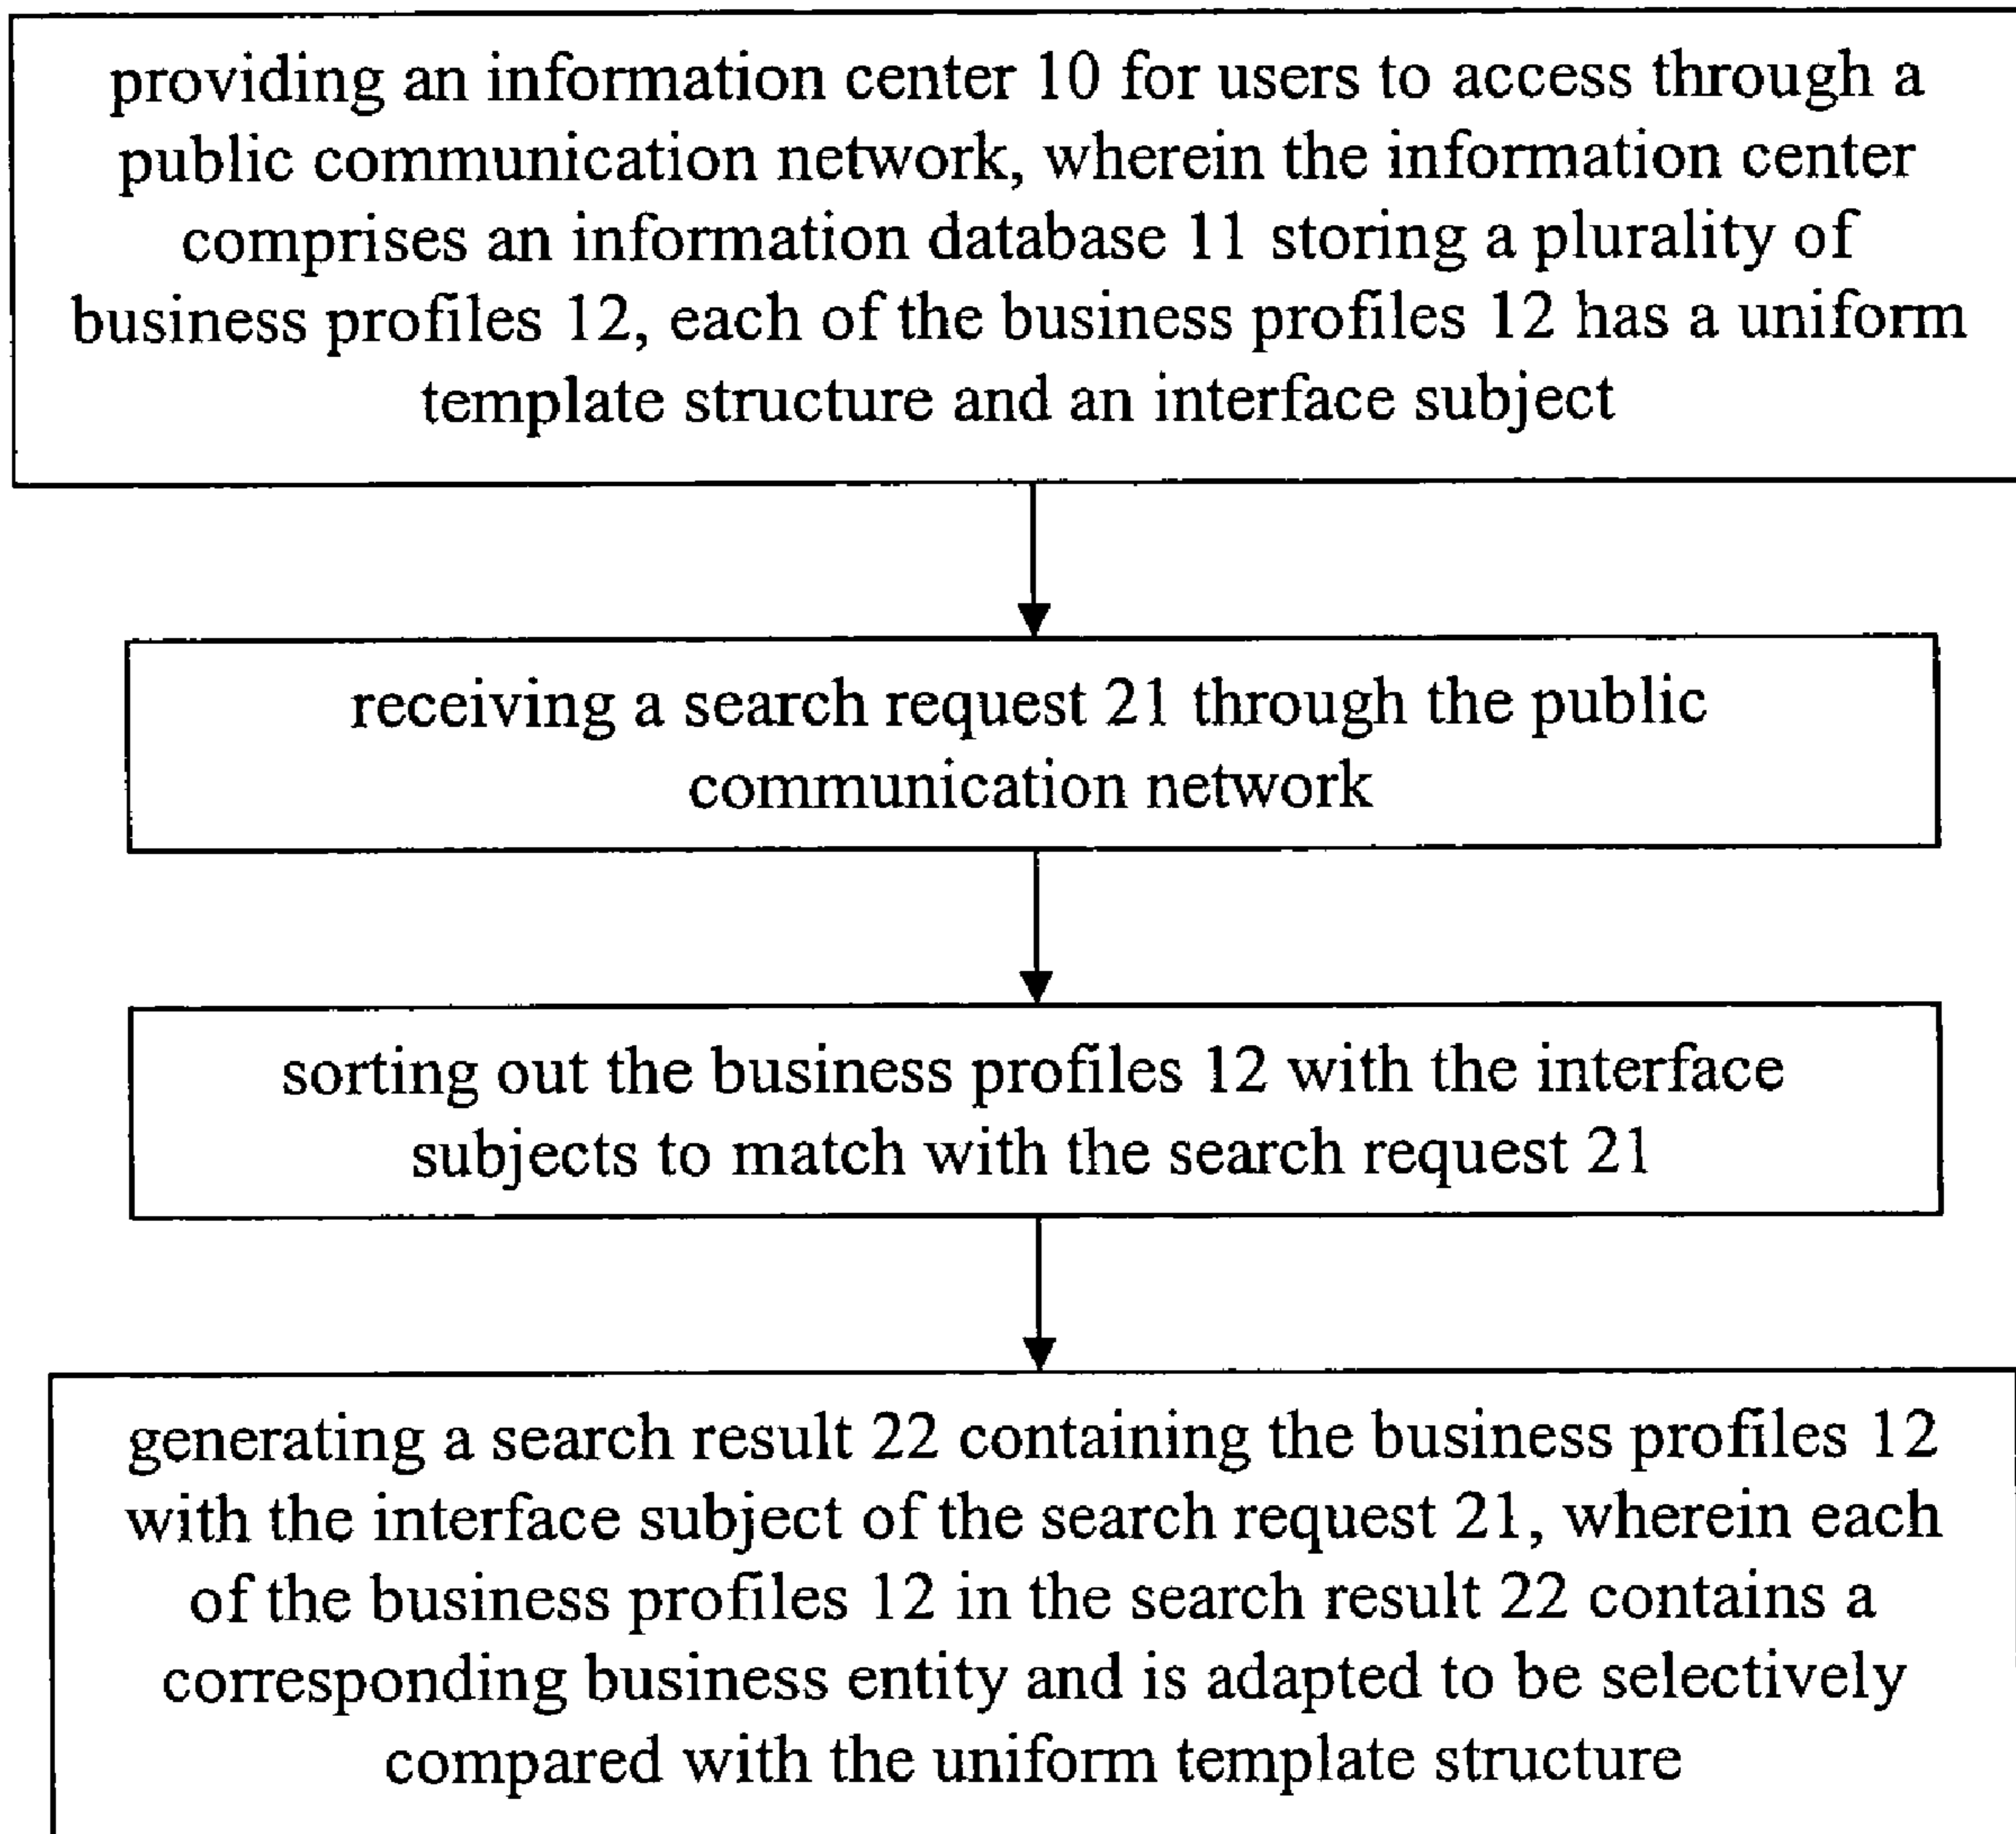 providing an information center 10 for users to access through a
public communication network, wherein the information center
comprises an information database 11 storing a plurality of
business profiles 12, each of the business profiles 12 has a uniform
template structure and an interface subject
receiving a search request 21 through the public
communication network
sorting out the business profiles 12 with the interface
subjects to match with the search request 21
generating a search result 22 containing the business profiles 12
with the interface subject of the search request 21, wherein each
of the business profiles 12 in the search result 22 contains a
corresponding business entity and is adapted to be selectively
compared with the uniform template structure